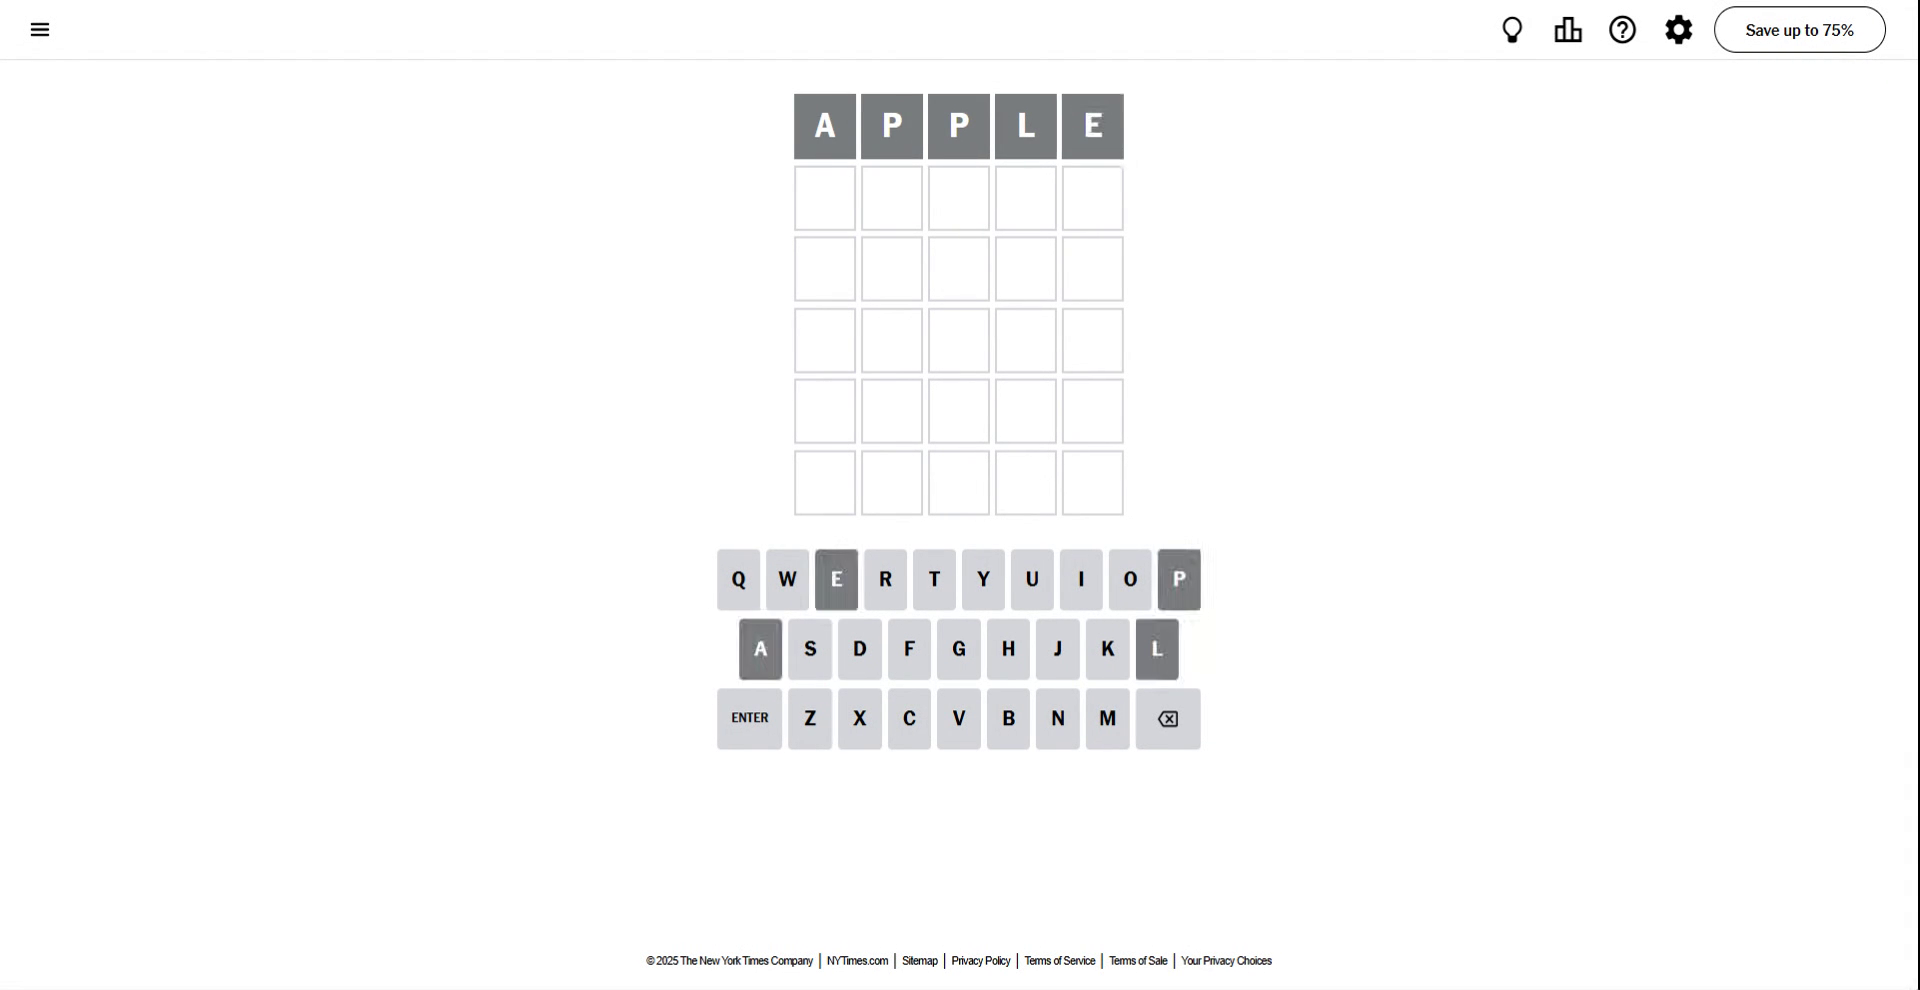 Save up to 75%
A P P L E
Q W E R T Y U I O P
A S D F G H J K L
ENTER Z X C V B N M
© 2025 The New York Times Company | NYTimes.com | Sitemap | Privacy Policy | Terms of Service | Terms of Sale | Your Privacy Choices